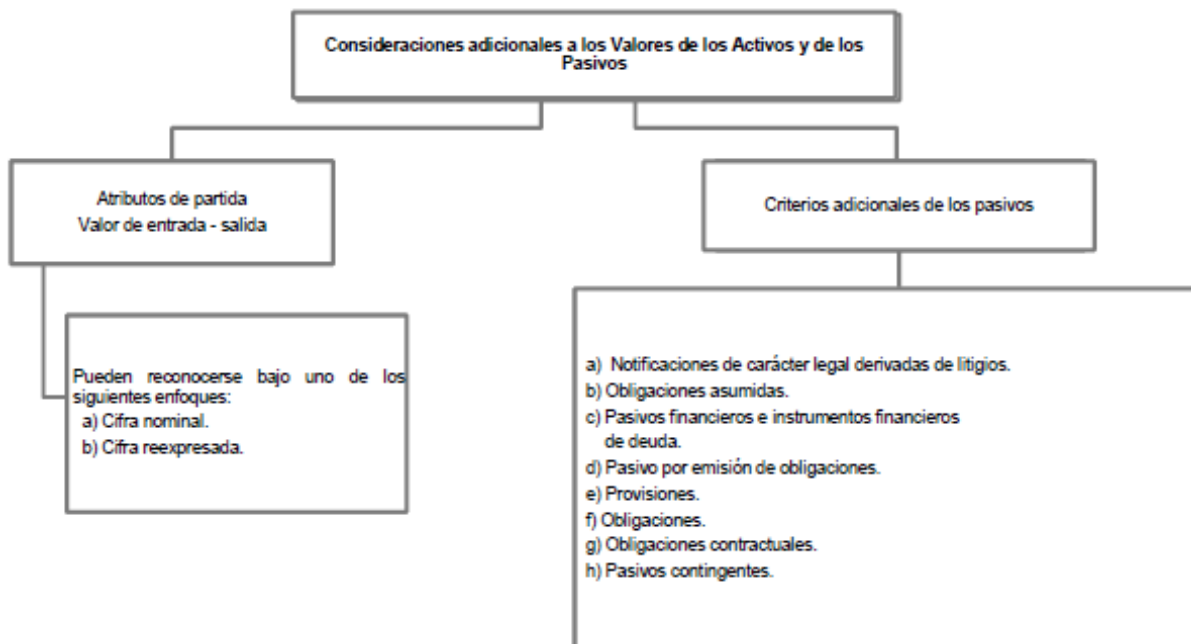 Consideraciones adicionales a los Valores de los Activos y de los
Pasivos
Atributos de partida
Valor de entrada - salida
Criterios adicionales de los pasivos
Pueden reconocerse bajo uno de los
siguientes enfoques:
a) Cifra nominal.
b) Cifra reexpresada.
a) Notificaciones de carácter legal derivadas de litigios.
b) Obligaciones asumidas.
c) Pasivos financieros e instrumentos financieros
de deuda.
d) Pasivo por emisión de obligaciones.
e) Provisiones.
f) Obligaciones.
g) Obligaciones contractuales.
h) Pasivos contingentes.